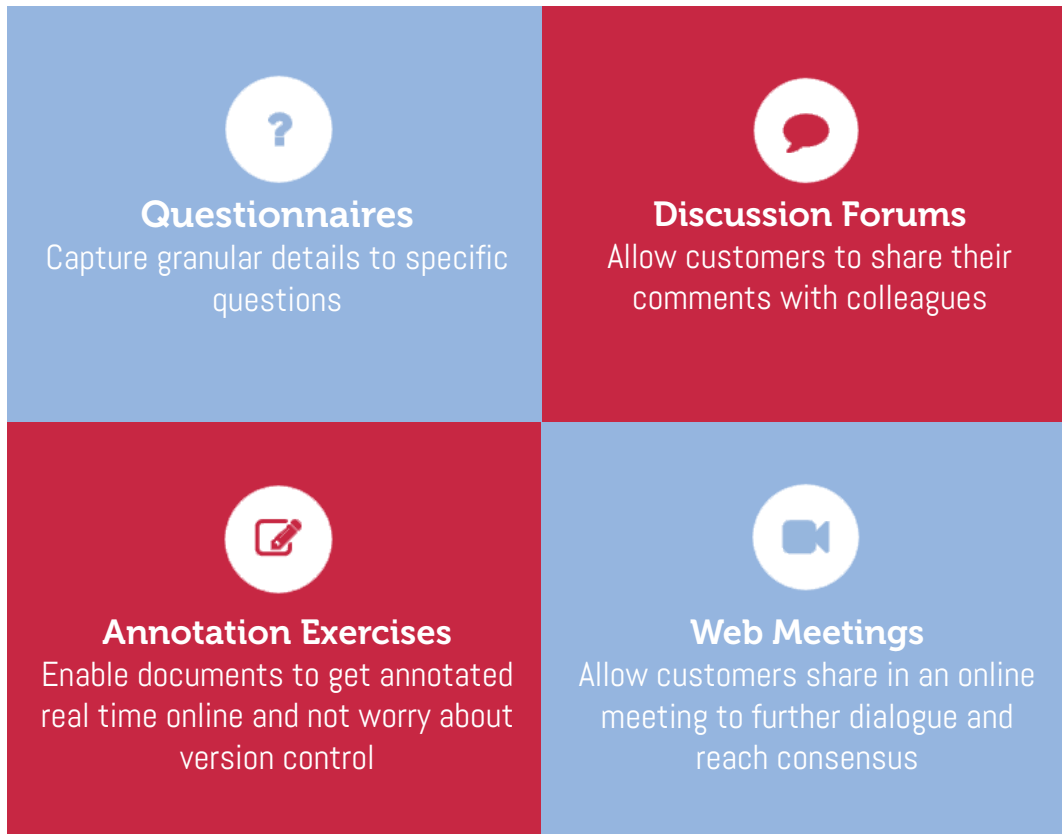 ?
Questionnaires
Capture granular details to specific
questions
Discussion Forums
Allow customers to share their
comments with colleagues
Annotation Exercises
Enable documents to get annotated
real time online and not worry about
version control
Web Meetings
Allow customers share in an online
meeting to further dialogue and
reach consensus